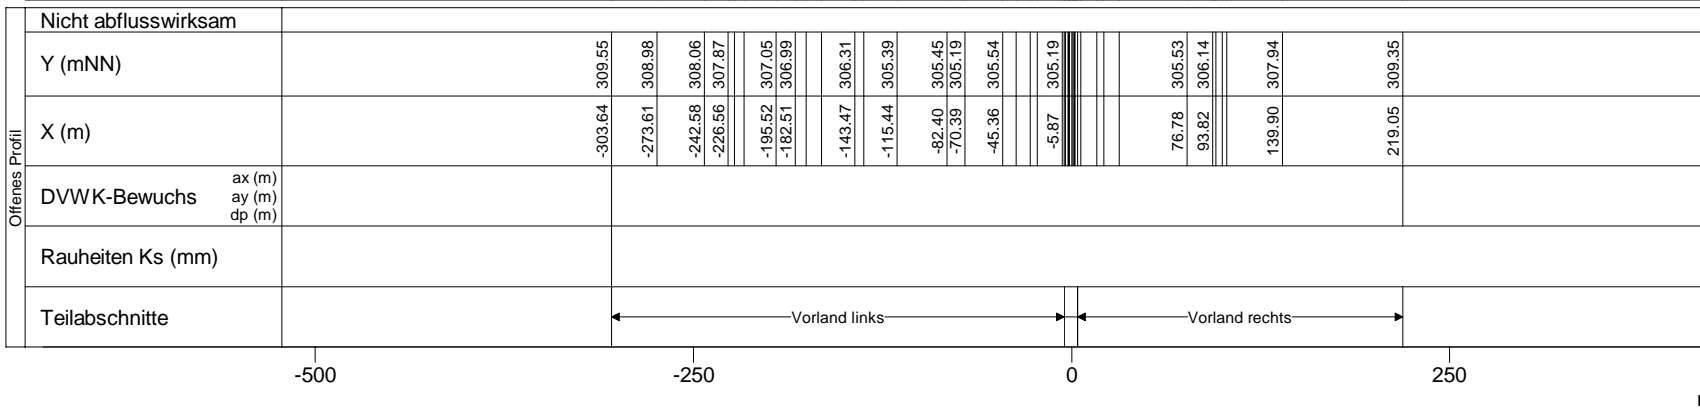 Offenes Profil
Nicht abflusswirksam
Y (mNN) 309.55 308.98 308.06 307.87 307.05 306.99 306.31 305.39 305.45 305.19 305.54 305.19 305.53 306.14 307.94 309.35
X (m) -303.64 -273.61 -242.58 -226.56 -195.52 -182.51 -143.47 -115.44 -82.40 -70.39 -45.36 -5.87 76.78 93.82 139.90 219.05
DVWK-Bewuchs
ax (m)
ay (m)
dp (m)
Rauheiten Ks (mm)
Teilabschnitte Vorland links Vorland rechts
-500 -250 0 250